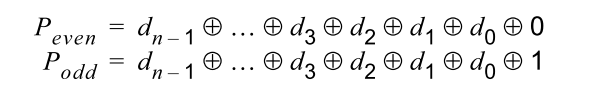 P_even = d_{n-1} ⊕ ... ⊕ d_3 ⊕ d_2 ⊕ d_1 ⊕ d_0 ⊕ 0
P_odd = d_{n-1} ⊕ ... ⊕ d_3 ⊕ d_2 ⊕ d_1 ⊕ d_0 ⊕ 1